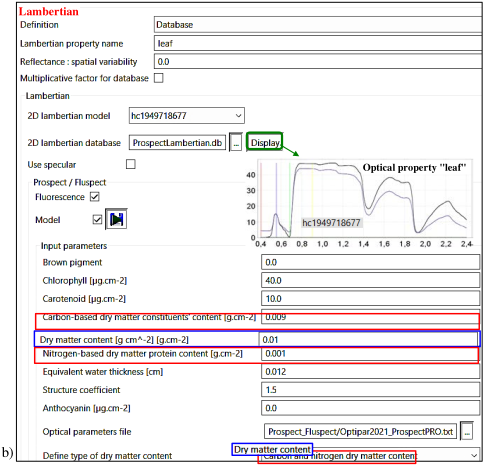 Lambertian
Definition Database
Lambertian property name leaf
Reflectance : spatial variability 0.0
Multiplicative factor for database
Lambertian
2D lambertian model hc1949718677
2D lambertian database ProspectLambertian.db ... Display
Use specular
Optical property "leaf"
40
30
20
10
0
hc1949718677
0.4 0,6 0,8 1,0 1,2 1,4 1,6 1,8 2,0 2,2 2.4
Prospect / Fluspect
Fluorescence
Model
Input parameters
Brown pigment 0.0
Chlorophyll [µg.cm-2] 40.0
Carotenoid [µg.cm-2] 10.0
Carbon-based dry matter constituents' content [g.cm-2] 0.009
Dry matter content [g cm^-2] [g.cm-2] 0.01
Nitrogen-based dry matter protein content [g.cm-2] 0.001
Equivalent water thickness [cm] 0.012
Structure coefficient 1.5
Anthocyanin [µg.cm-2] 0.0
Optical parameters file Prospect_Fluspect/Optipar2021_ProspectPRO.txt ...
Dry matter content
b) Define type of dry matter content Carbon and nitrogen dry matter content